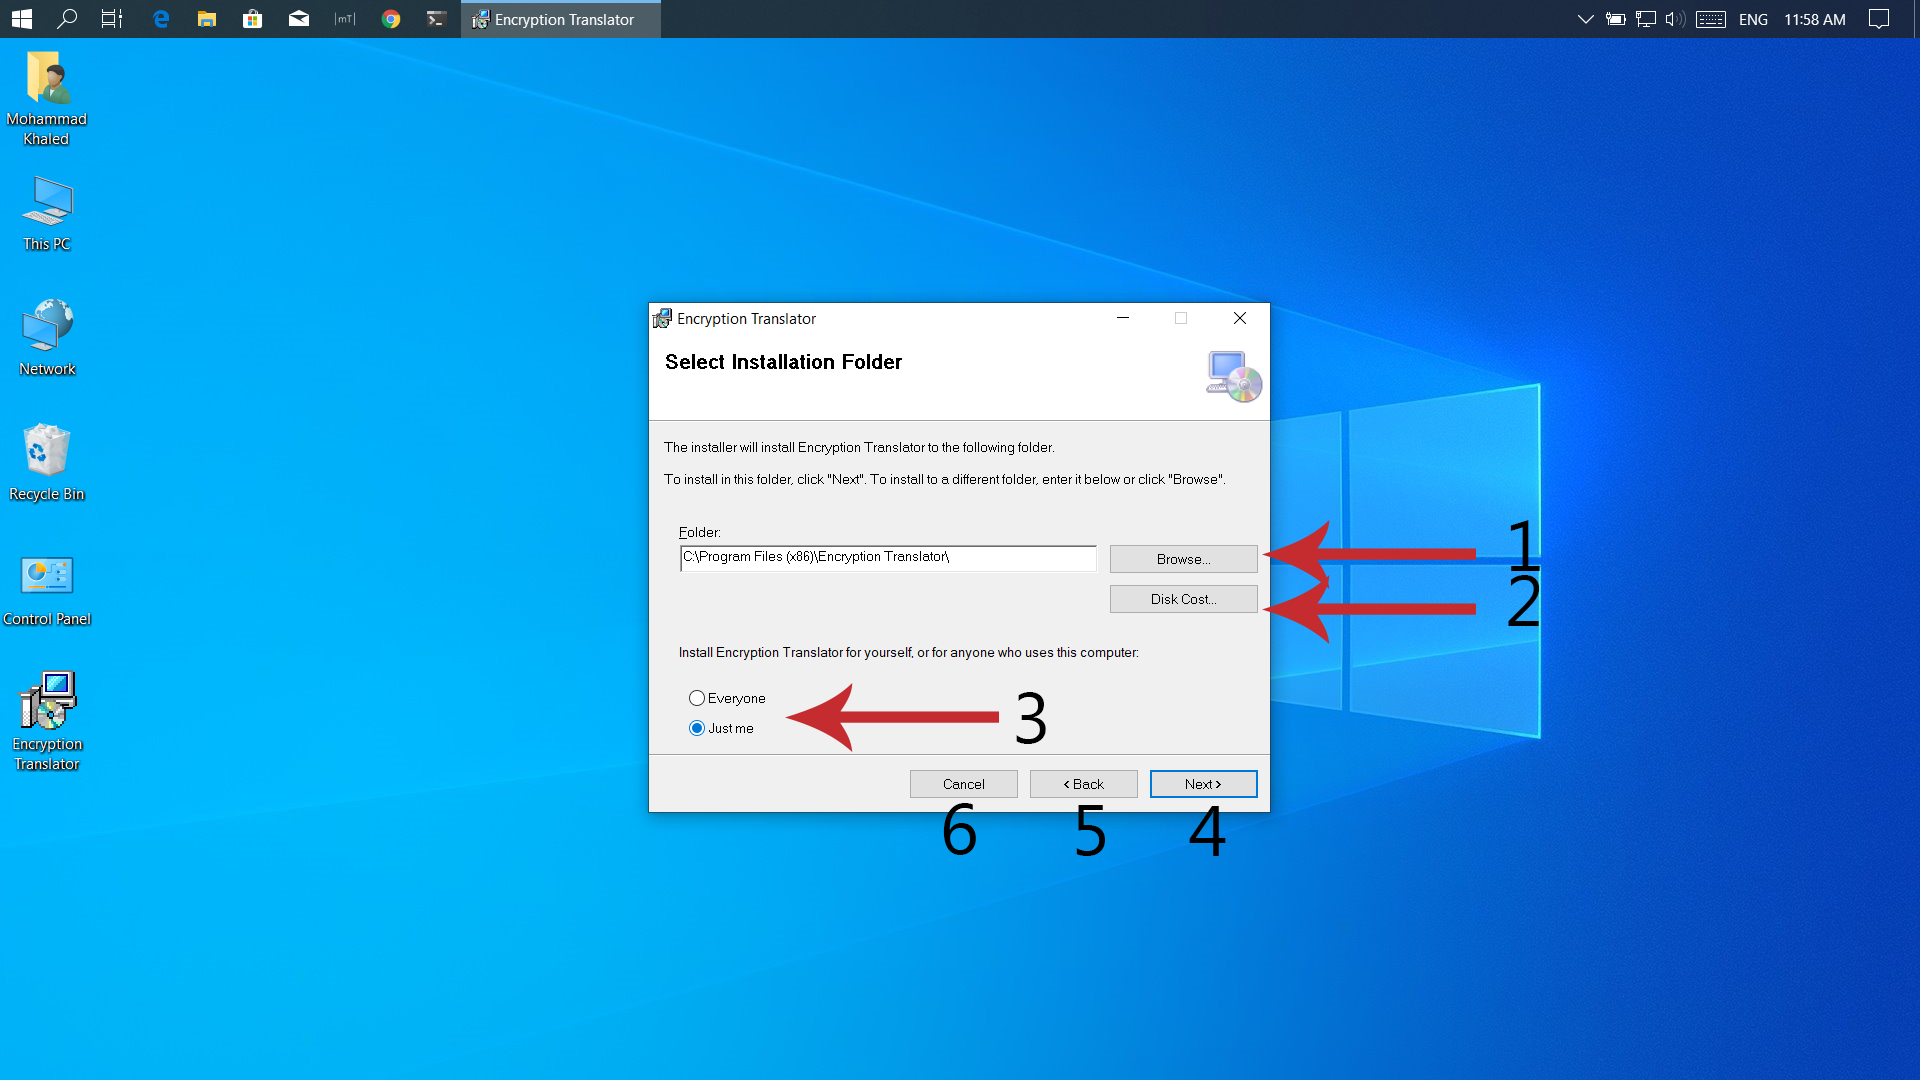 Encryption Translator
ENG
11:58 AM
Mohammad
Khaled
This PC
Network
Recycle Bin
Control Panel
Encryption
Translator
Encryption Translator
Select Installation Folder
The installer will install Encryption Translator to the following folder.
To install in this folder, click "Next". To install to a different folder, enter it below or click "Browse".
Folder:
C:\Program Files (x86)\Encryption Translator\
Browse...
1
Disk Cost...
2
Install Encryption Translator for yourself, or for anyone who uses this computer:
Everyone
Just me
3
Cancel
< Back
Next >
6
5
4